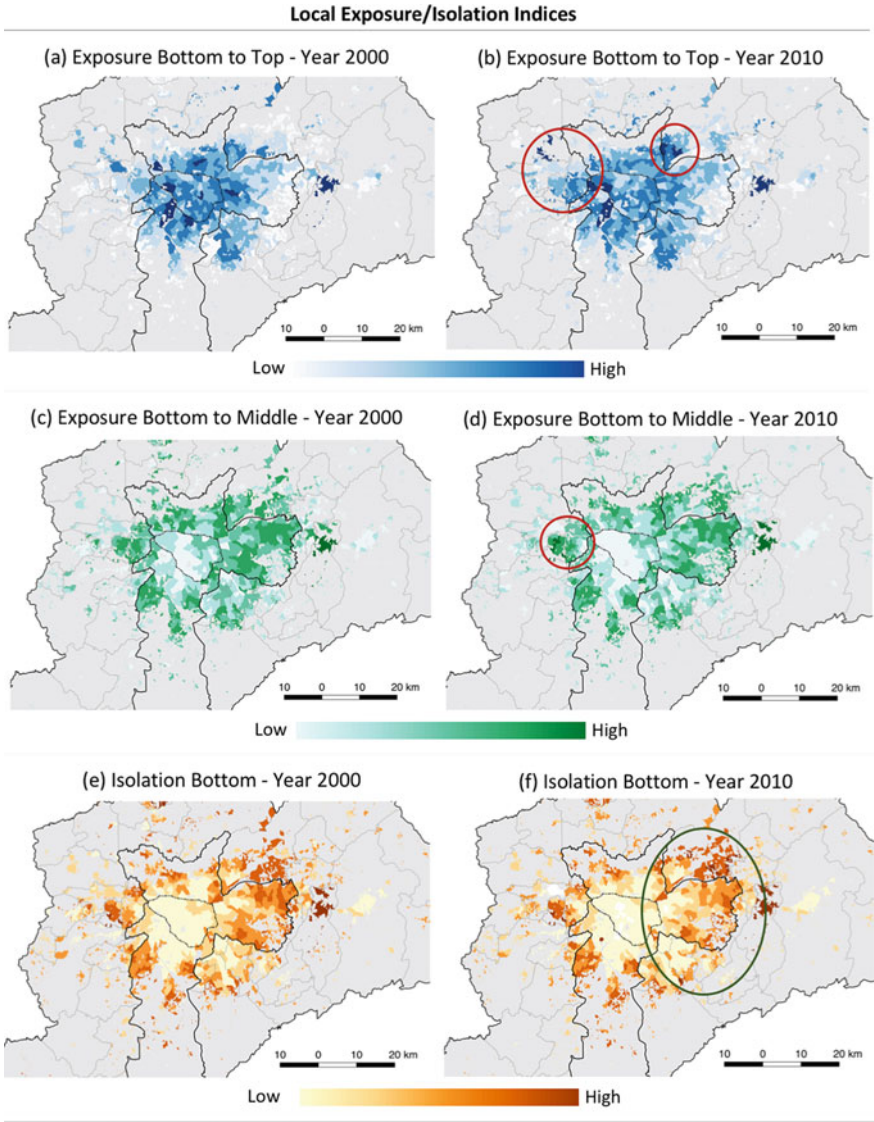 Local Exposure/Isolation Indices
(a) Exposure Bottom to Top - Year 2000
(b) Exposure Bottom to Top - Year 2010
10 0 10 20 km
10 0 10 20 km
Low High
(c) Exposure Bottom to Middle - Year 2000
(d) Exposure Bottom to Middle - Year 2010
10 0 10 20 km
10 0 10 20 km
Low High
(e) Isolation Bottom - Year 2000
(f) Isolation Bottom - Year 2010
10 0 10 20 km
10 0 10 20 km
Low High